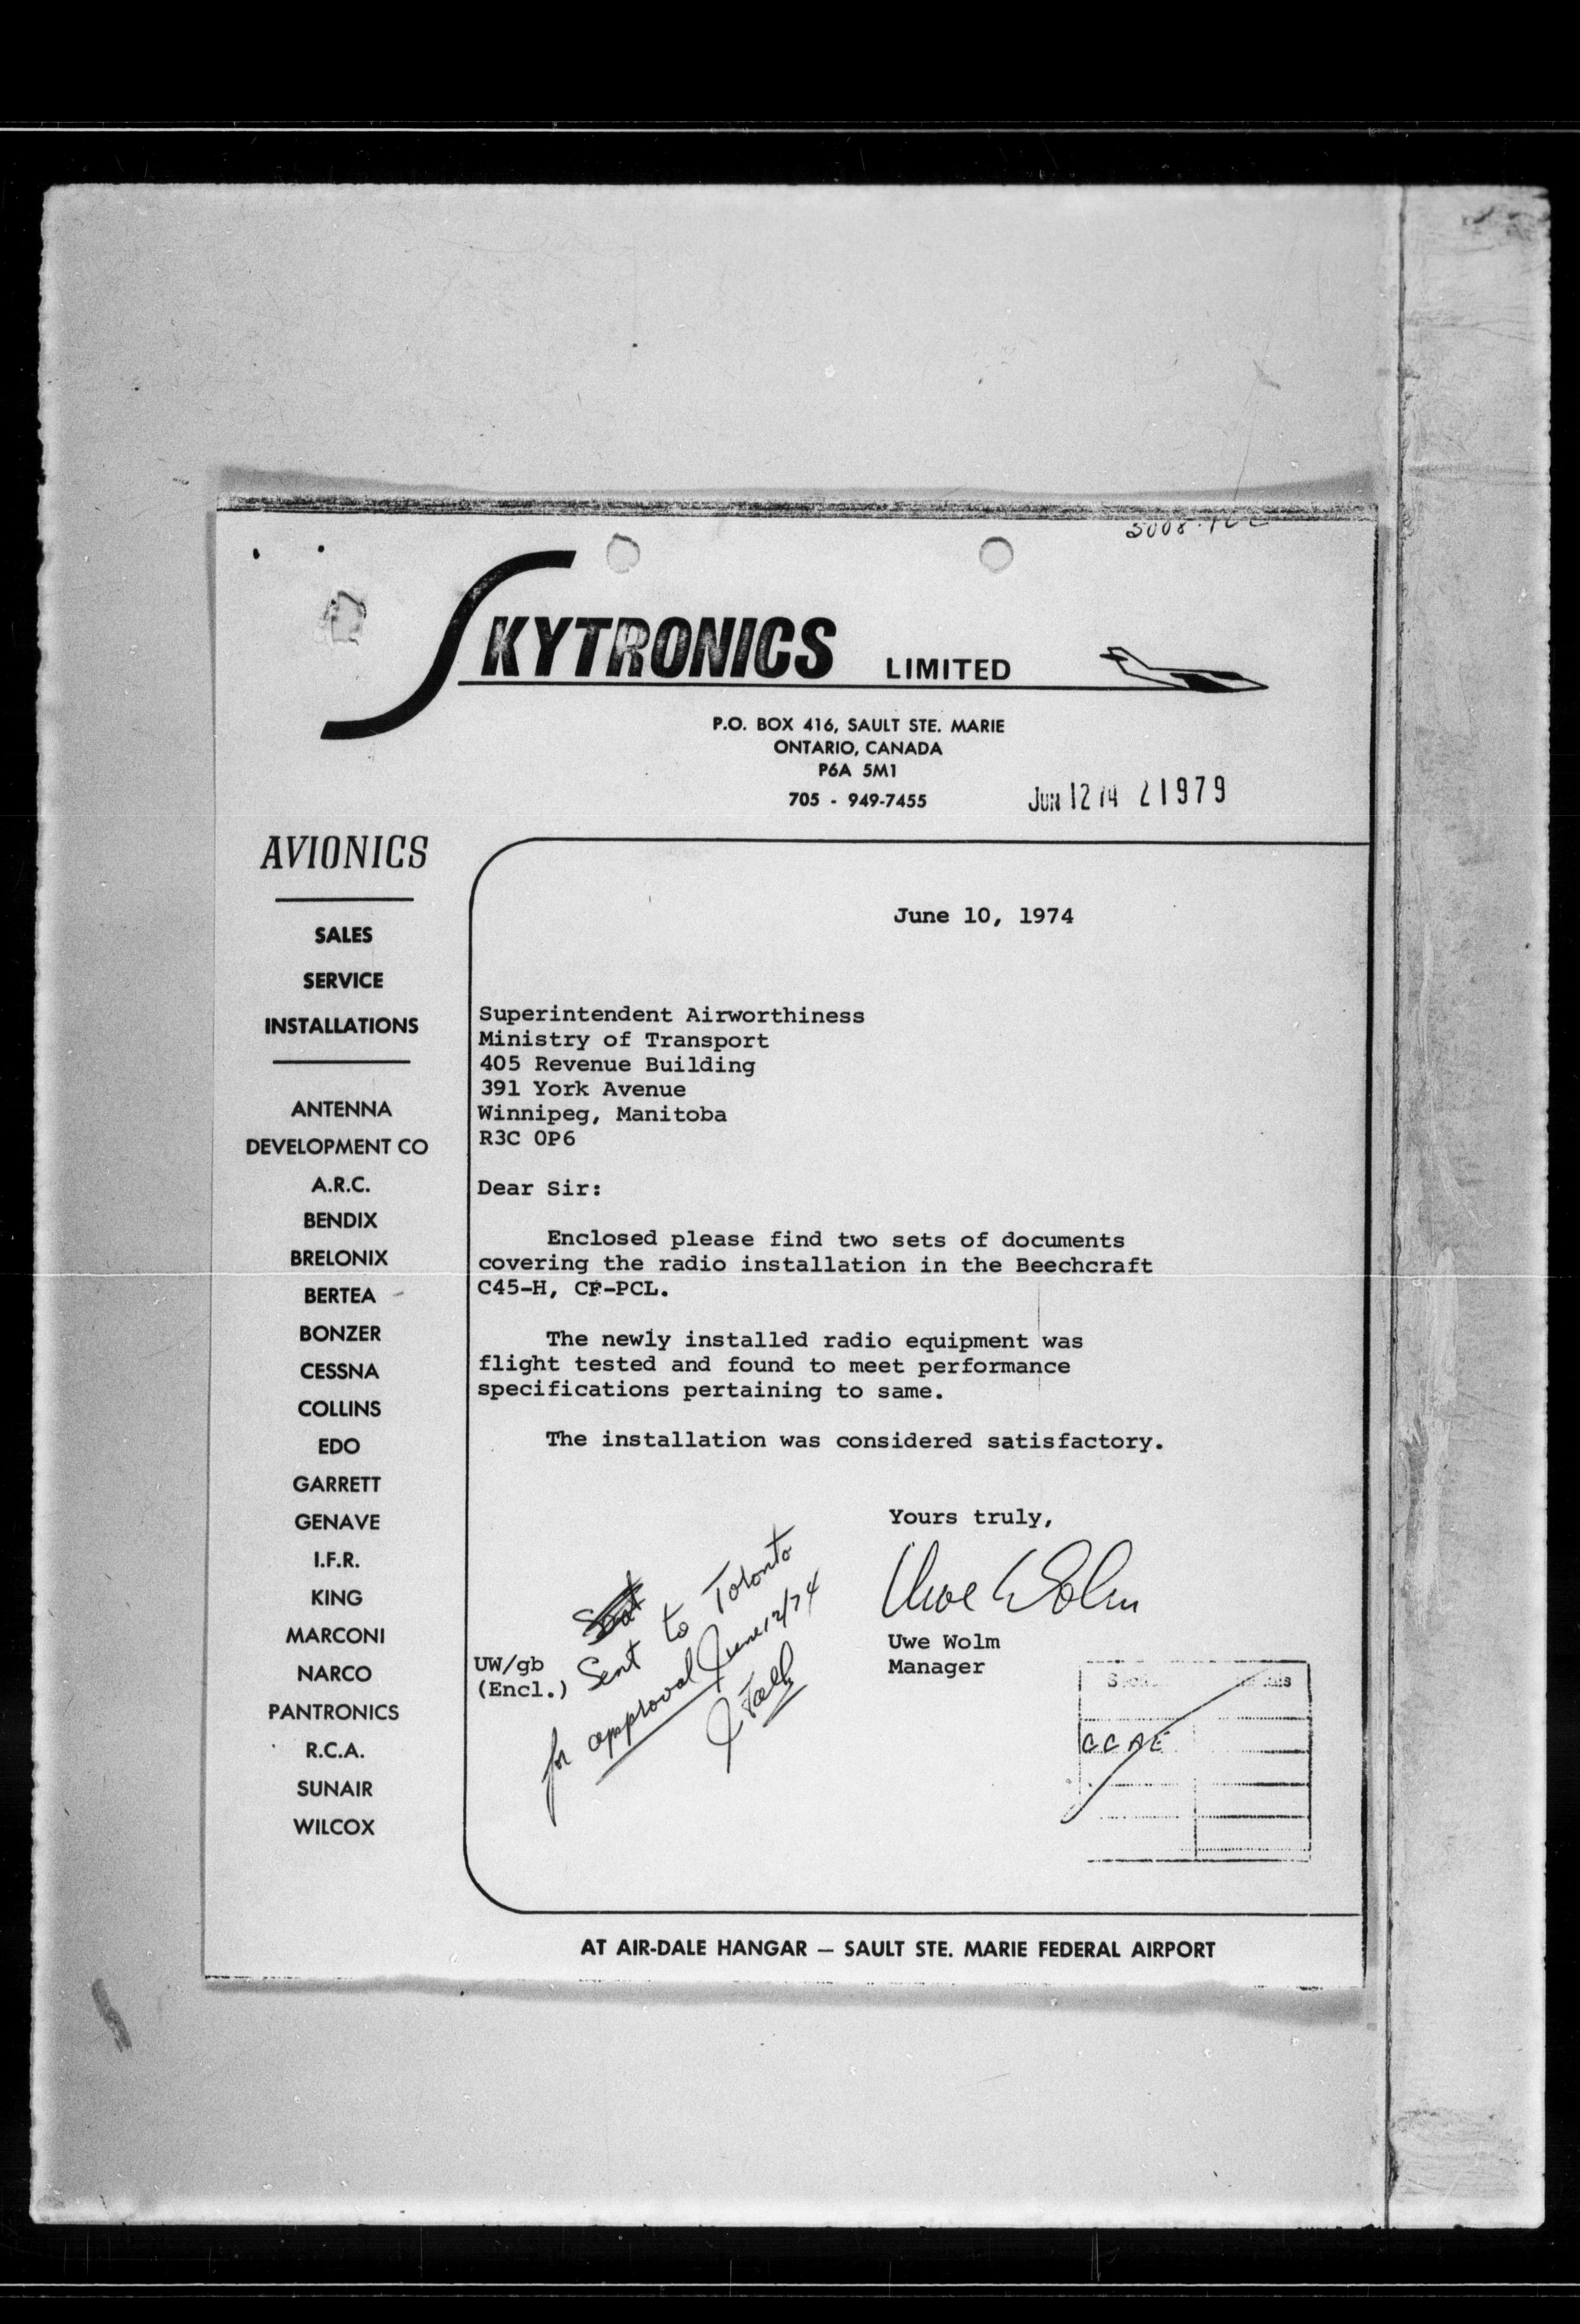 SKYTRONICS LIMITED
P.O. BOX 416, SAULT STE. MARIE
ONTARIO, CANADA
P6A 5M1
705 - 949-7455
JUN 12 74 21979
AVIONICS
SALES
SERVICE
INSTALLATIONS
ANTENNA
DEVELOPMENT CO
A.R.C.
BENDIX
BRELONIX
BERTEA
BONZER
CESSNA
COLLINS
EDO
GARRETT
GENAVE
I.F.R.
KING
MARCONI
NARCO
PANTRONICS
R.C.A.
SUNAIR
WILCOX
June 10, 1974
Superintendent Airworthiness
Ministry of Transport
405 Revenue Building
391 York Avenue
Winnipeg, Manitoba
R3C 0P6
Dear Sir:
Enclosed please find two sets of documents
covering the radio installation in the Beechcraft
C45-H, CF-PCL.
The newly installed radio equipment was
flight tested and found to meet performance
specifications pertaining to same.
The installation was considered satisfactory.
Yours truly,
Uwe Wolm
Uwe Wolm
Manager
UW/gb
(Encl.)
Sent to Toronto
for approval June 12/74
AT AIR-DALE HANGAR — SAULT STE. MARIE FEDERAL AIRPORT